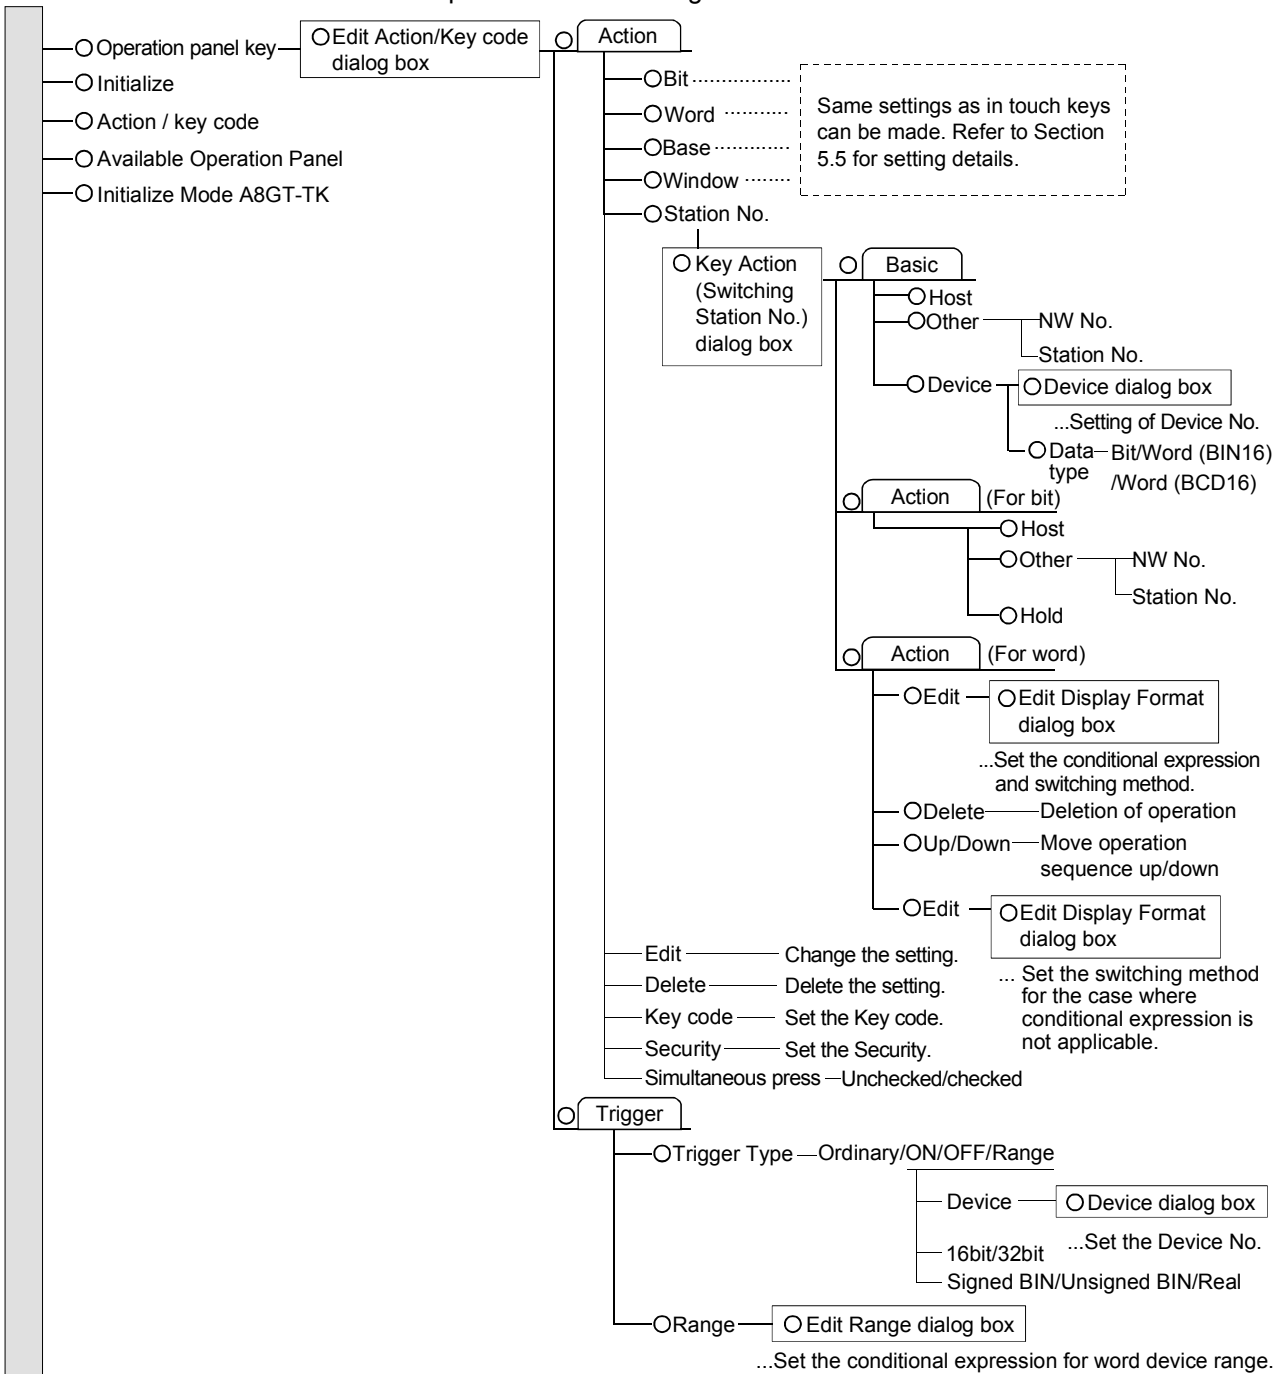 Operation panel key
Edit Action/Key code
dialog box
Initialize
Action / key code
Available Operation Panel
Initialize Mode A8GT-TK
Action
Bit
Word
Base
Window
Station No.
Same settings as in touch keys
can be made. Refer to Section
5.5 for setting details.
Key Action
(Switching
Station No.)
dialog box
Basic
Host
Other
NW No.
Station No.
Device
Device dialog box
...Setting of Device No.
Data
type
Bit/Word (BIN16)
/Word (BCD16)
Action
(For bit)
Host
Other
NW No.
Station No.
Hold
Action
(For word)
Edit
Edit Display Format
dialog box
...Set the conditional expression
and switching method.
Delete
Deletion of operation
Up/Down
Move operation
sequence up/down
Edit
Edit Display Format
dialog box
... Set the switching method
for the case where
conditional expression is
not applicable.
Edit
Change the setting.
Delete
Delete the setting.
Key code
Set the Key code.
Security
Set the Security.
Simultaneous press
Unchecked/checked
Trigger
Trigger Type
Ordinary/ON/OFF/Range
Device
Device dialog box
...Set the Device No.
16bit/32bit
Signed BIN/Unsigned BIN/Real
Range
Edit Range dialog box
...Set the conditional expression for word device range.